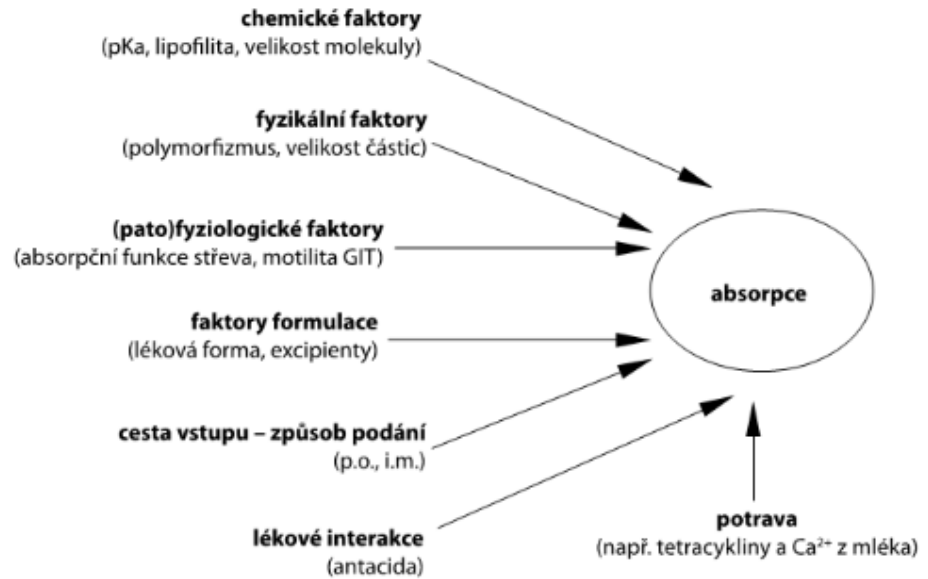 chemické faktory
(pKa, lipofilita, velikost molekuly)
fyzikální faktory
(polymorfizmus, velikost částic)
(pato)fyziologické faktory
(absorpční funkce střeva, motilita GIT)
absorpce
faktory formulace
(léková forma, excipienty)
cesta vstupu – způsob podání
(p.o., i.m.)
lékové interakce
(antacida)
potrava
(např. tetracykliny a Ca²⁺ z mléka)